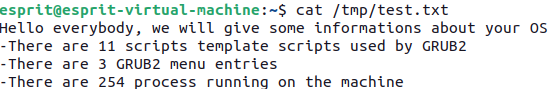 esprit@esprit-virtual-machine:~$ cat /tmp/test.txt
Hello everybody, we will give some informations about your OS
-There are 11 scripts template scripts used by GRUB2
-There are 3 GRUB2 menu entries
-There are 254 process running on the machine